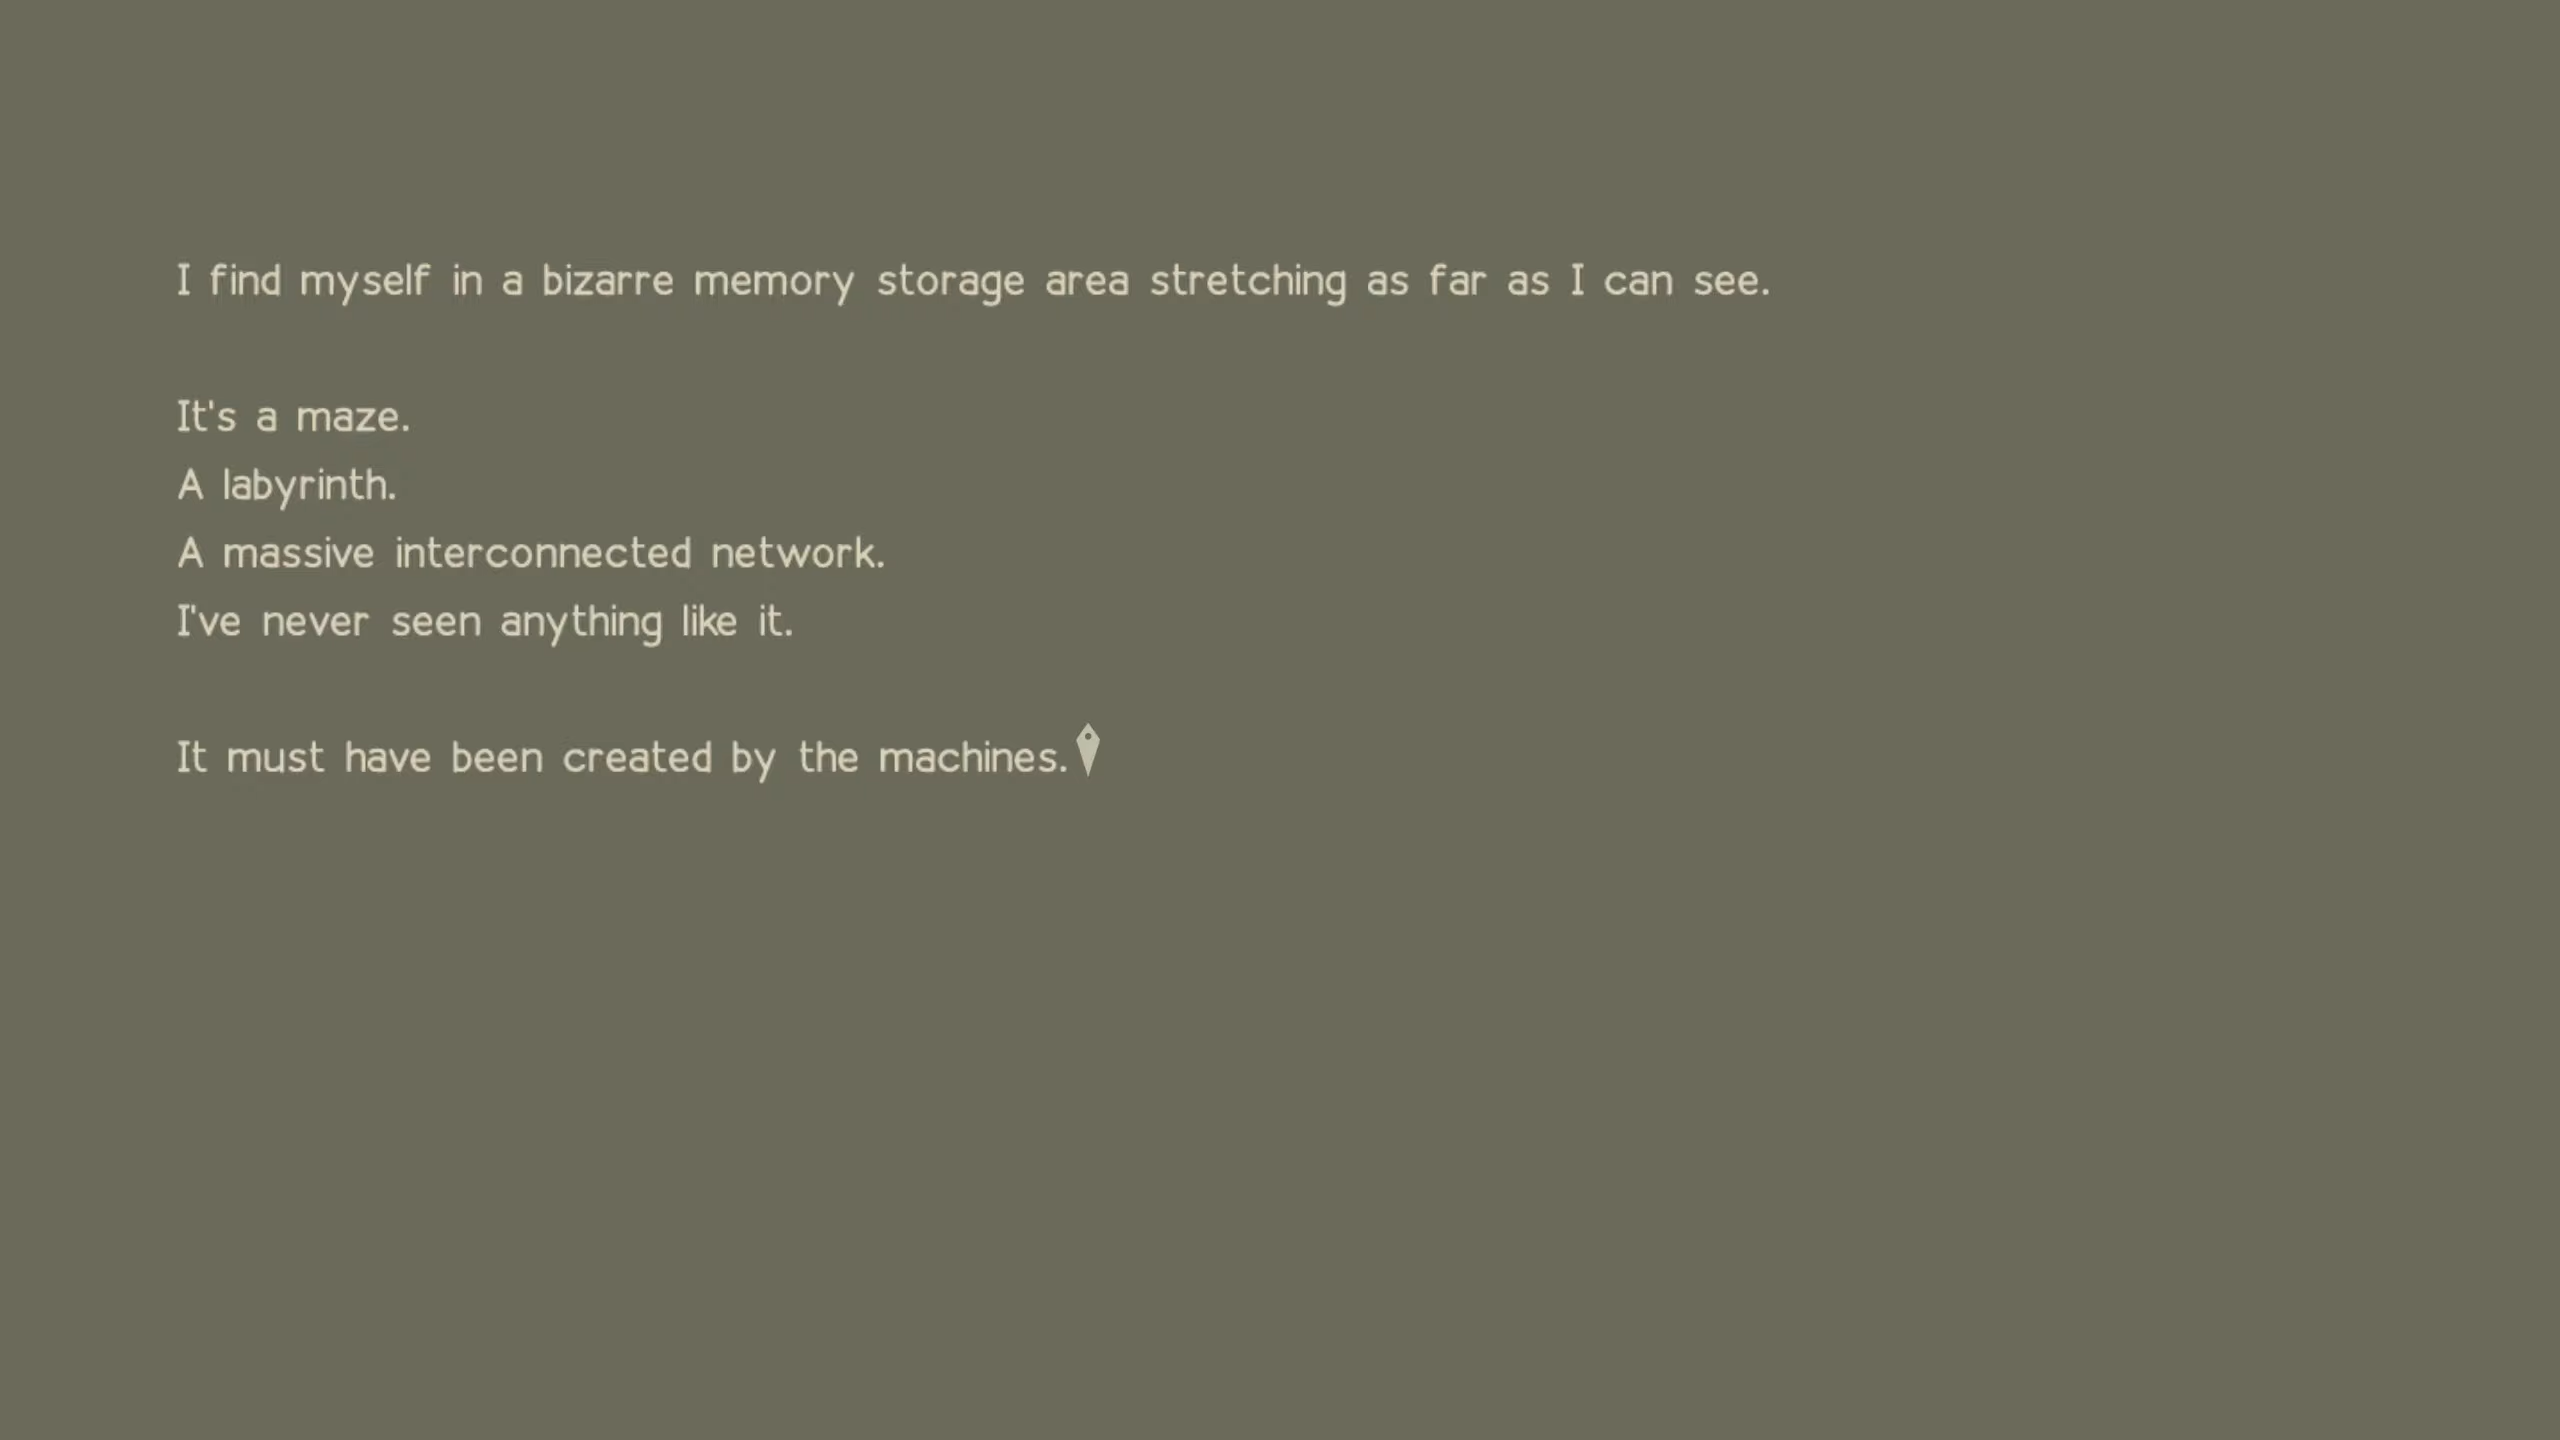 I find myself in a bizarre memory storage area stretching as far as I can see.
It's a maze.
A labyrinth.
A massive interconnected network.
I've never seen anything like it.
It must have been created by the machines.